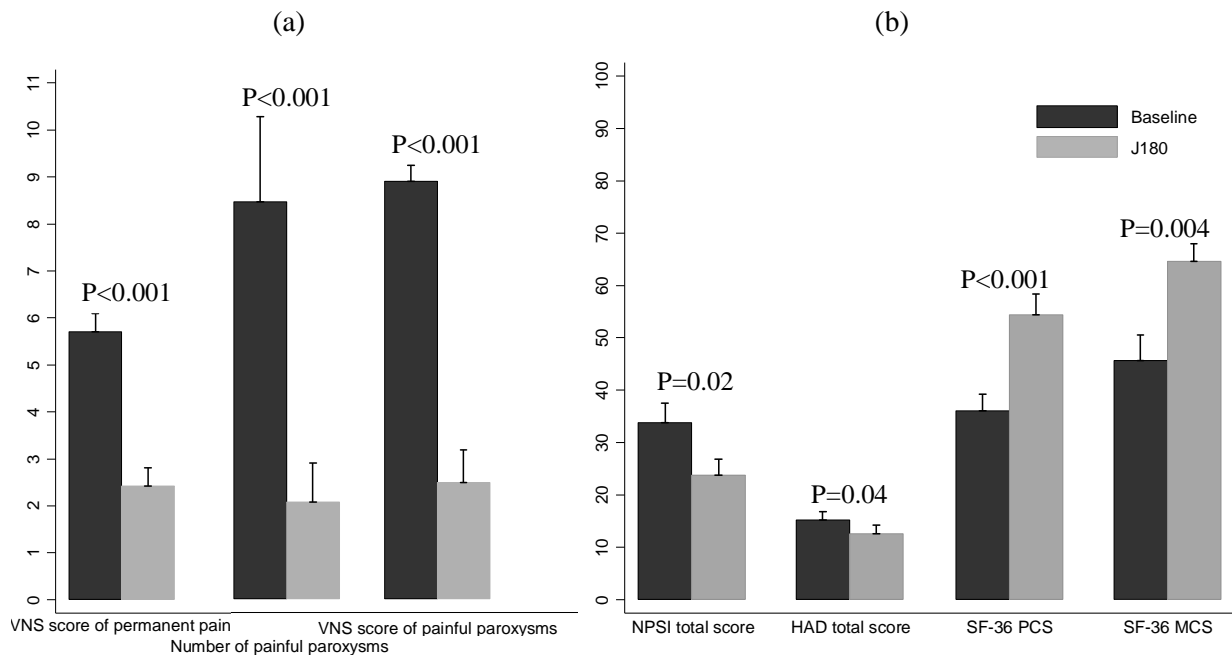 (a)
11
10
9
8
7
6
5
4
3
2
1
0
P<0.001
P<0.001
P<0.001
VNS score of permanent pain
Number of painful paroxysms
VNS score of painful paroxysms
(b)
100
90
80
70
60
50
40
30
20
10
0
Baseline
J180
P=0.02
P=0.04
P<0.001
P=0.004
NPSI total score
HAD total score
SF-36 PCS
SF-36 MCS